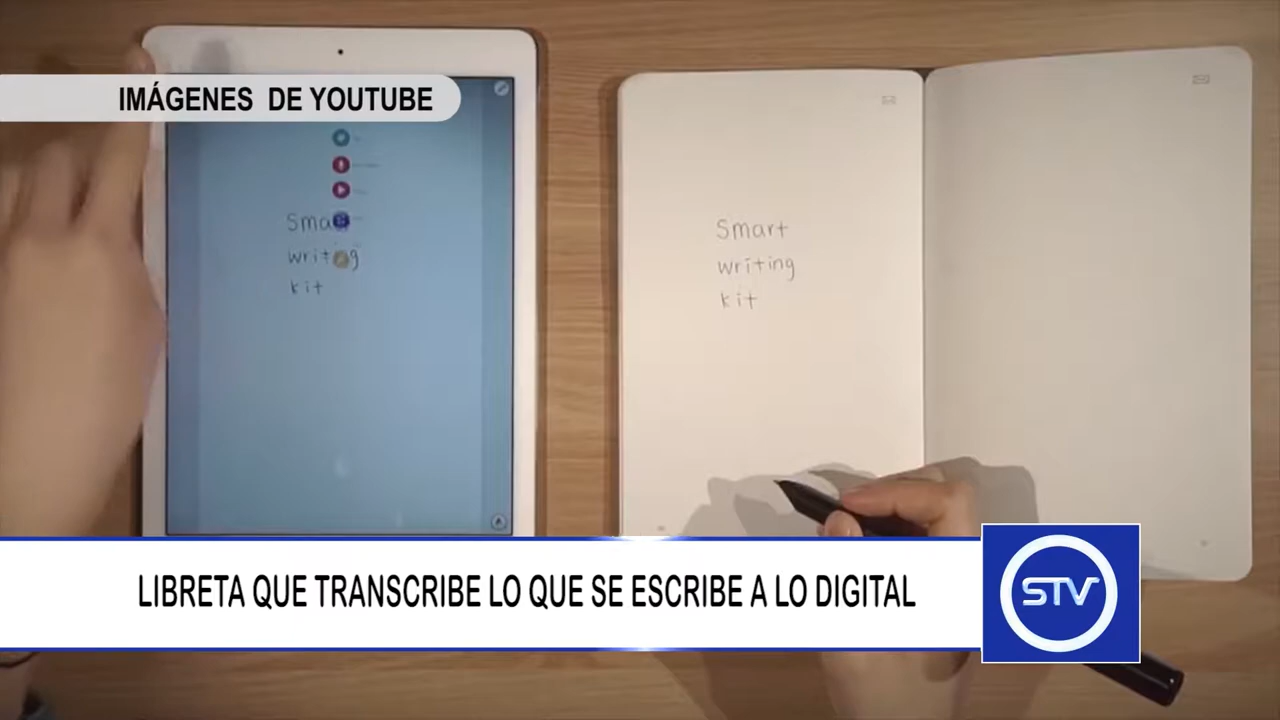 IMÁGENES DE YOUTUBE
Smart
writing
kit
Smart
writing
kit
LIBRETA QUE TRANSCRIBE LO QUE SE ESCRIBE A LO DIGITAL
STV